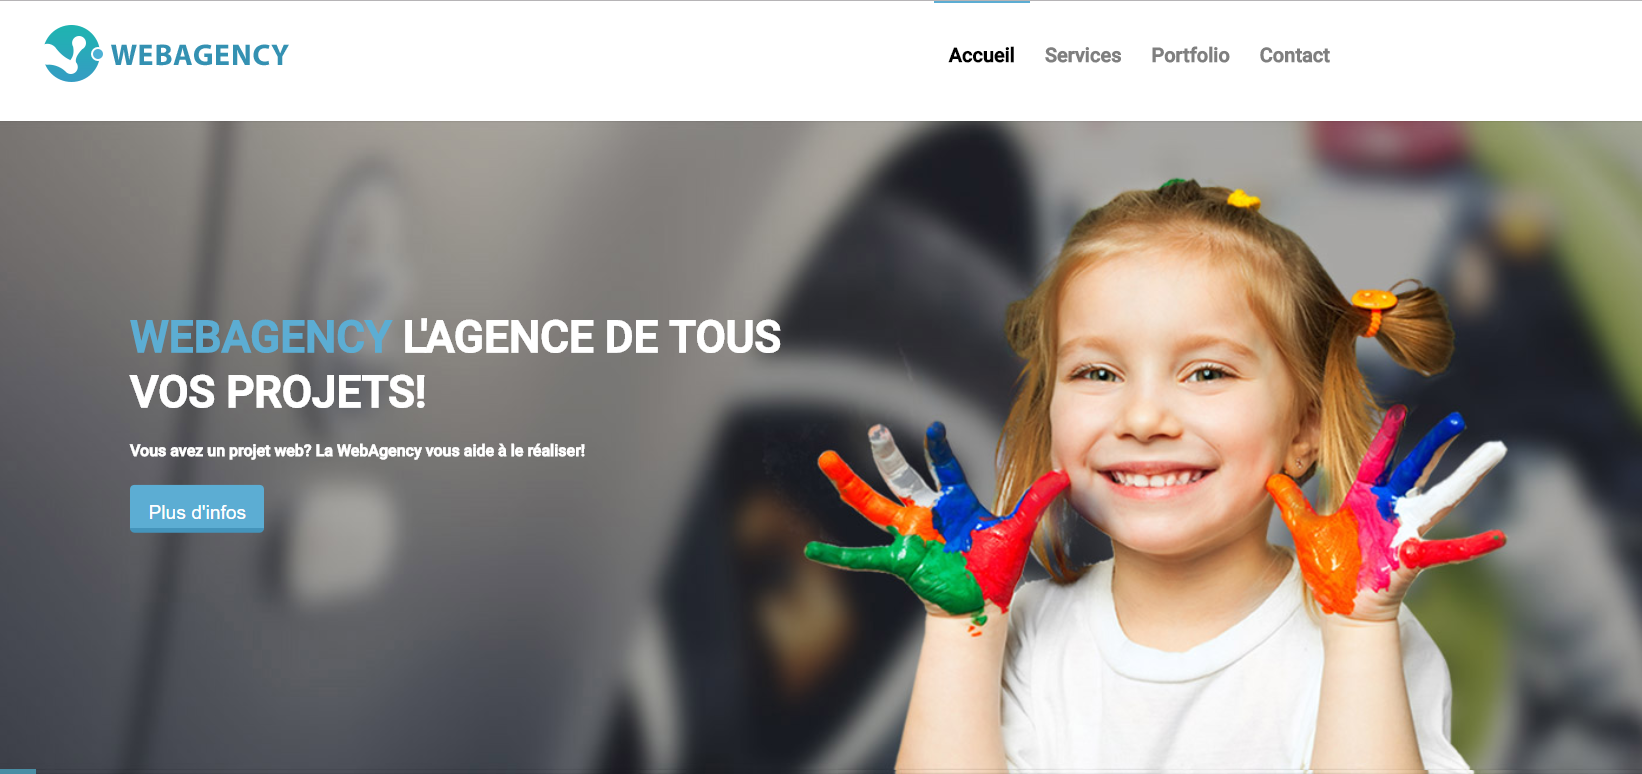 WEBAGENCY
Accueil Services Portfolio Contact
WEBAGENCY L'AGENCE DE TOUS
VOS PROJETS!
Vous avez un projet web? La WebAgency vous aide à le réaliser!
Plus d'infos